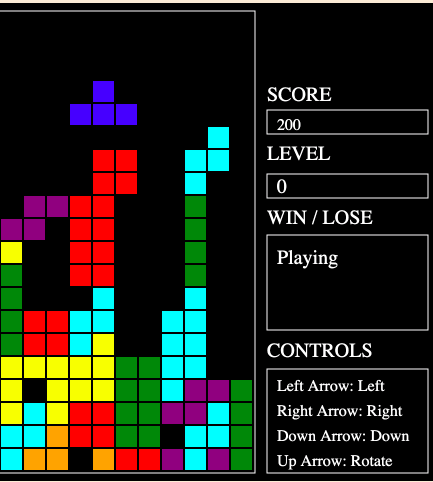 SCORE
200
LEVEL
0
WIN / LOSE
Playing
CONTROLS
Left Arrow: Left
Right Arrow: Right
Down Arrow: Down
Up Arrow: Rotate